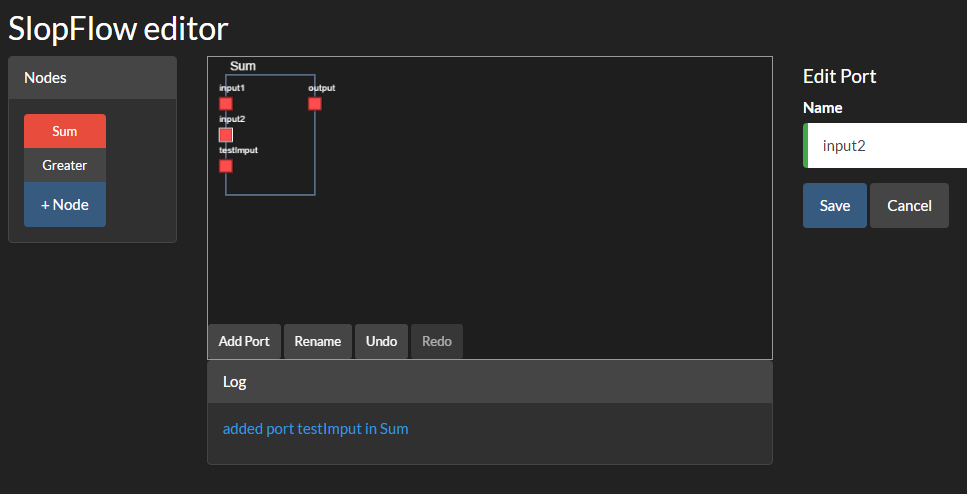 SlopFlow editor
Nodes
Sum
Greater
+ Node
Sum
input1
output
input2
testImput
Add Port
Rename
Undo
Redo
Log
added port testImput in Sum
Edit Port
Name
input2
Save
Cancel